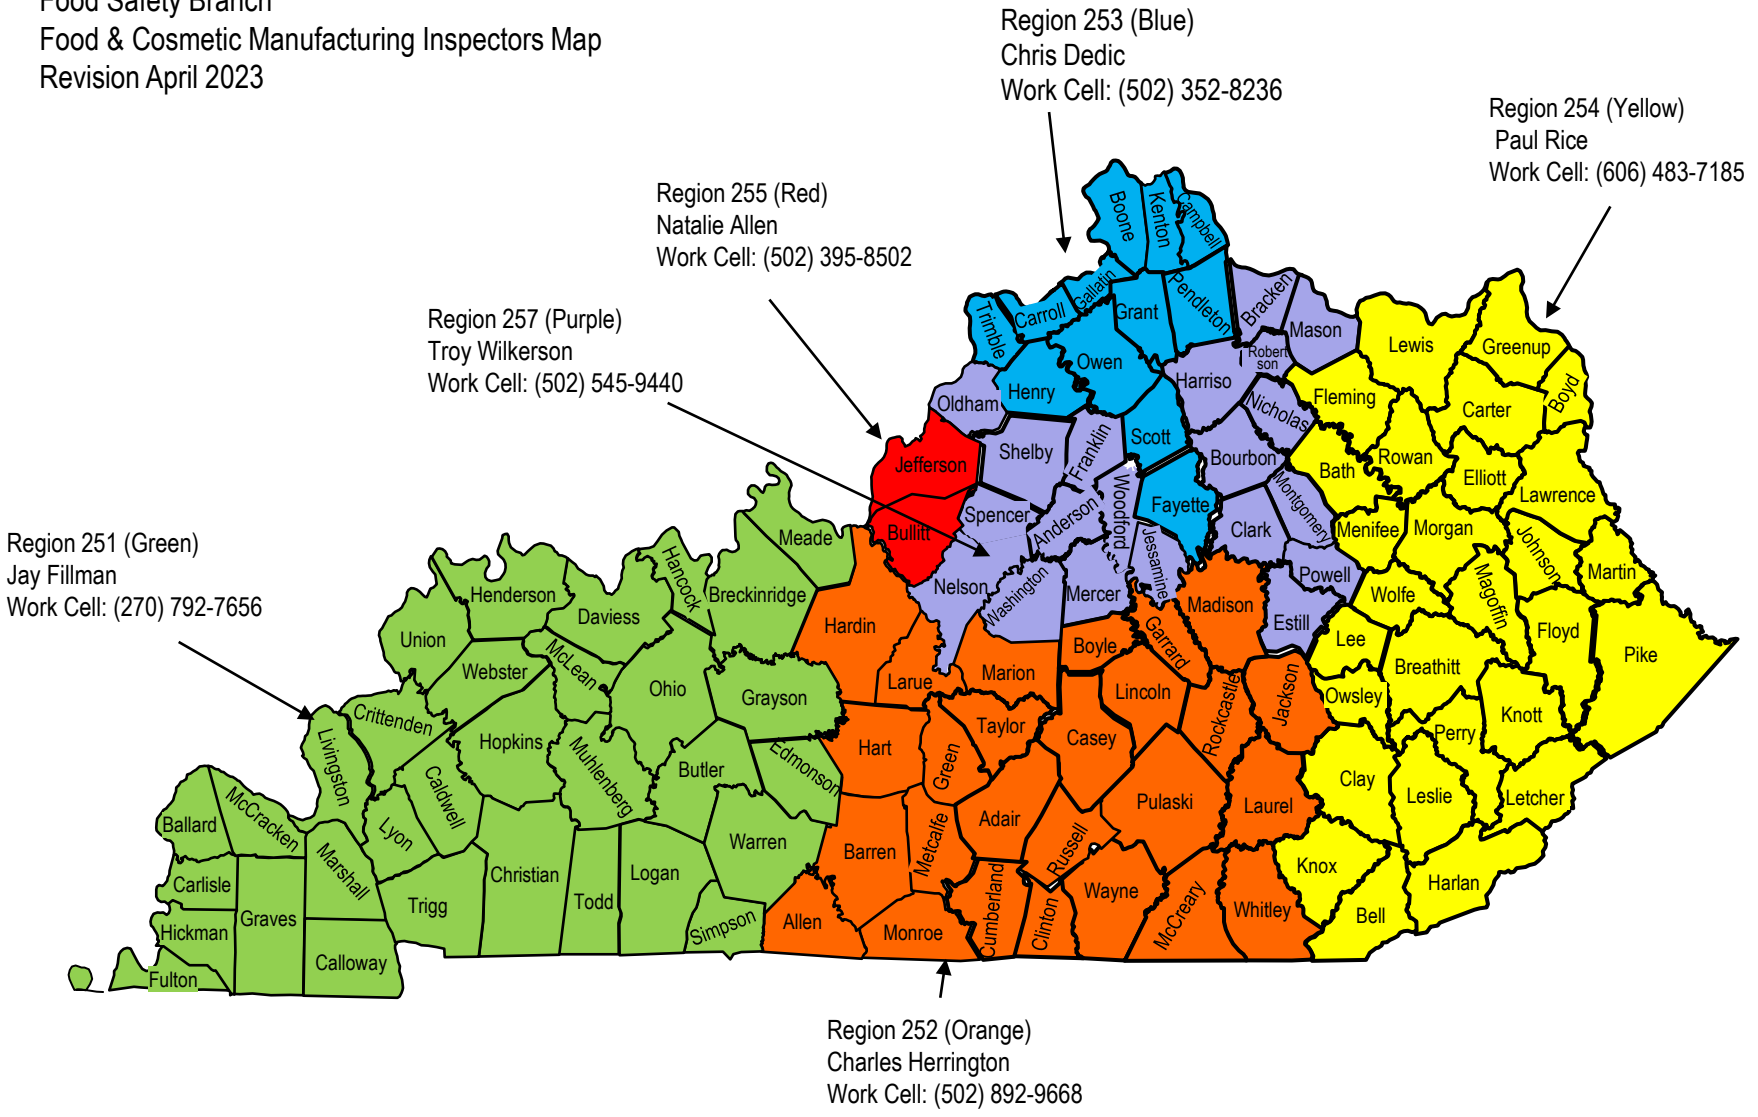 Food Safety Branch
Food & Cosmetic Manufacturing Inspectors Map
Revision April 2023
Region 253 (Blue)
Chris Dedic
Work Cell: (502) 352-8236
Region 254 (Yellow)
Paul Rice
Work Cell: (606) 483-7185
Region 255 (Red)
Natalie Allen
Work Cell: (502) 395-8502
Region 257 (Purple)
Troy Wilkerson
Work Cell: (502) 545-9440
Region 251 (Green)
Jay Fillman
Work Cell: (270) 792-7656
Boone
Kenton
Campbell
Trimble
Carroll
Gallatin
Grant
Pendleton
Bracken
Mason
Robert
son
Owen
Henry
Harriso
Nicholas
Lewis
Greenup
Boyd
Fleming
Carter
Oldham
Jefferson
Shelby
Franklin
Scott
Bourbon
Bath
Rowan
Elliott
Lawrence
Bullitt
Spencer
Anderson
Woodford
Fayette
Jessamine
Clark
Montgomery
Menifee
Morgan
Johnson
Martin
Meade
Hancock
Breckinridge
Henderson
Daviess
Union
Webster
McLean
Ohio
Grayson
Hardin
Nelson
Washington
Mercer
Madison
Powell
Estill
Wolfe
Magoffin
Floyd
Pike
Lee
Breathitt
Owsley
Knott
Perry
Larue
Marion
Boyle
Garrard
Lincoln
Rockcastle
Jackson
Crittenden
Livingston
Hopkins
Muhlenberg
Butler
Edmonson
Hart
Green
Taylor
Casey
Pulaski
Laurel
Clay
Leslie
Letcher
Ballard
McCracken
Lyon
Caldwell
Marshall
Christian
Warren
Barren
Metcalfe
Adair
Russell
Knox
Harlan
Bell
Carlisle
Graves
Trigg
Todd
Logan
Simpson
Allen
Monroe
Cumberland
Clinton
Wayne
McCreary
Whitley
Hickman
Fulton
Calloway
Region 252 (Orange)
Charles Herrington
Work Cell: (502) 892-9668